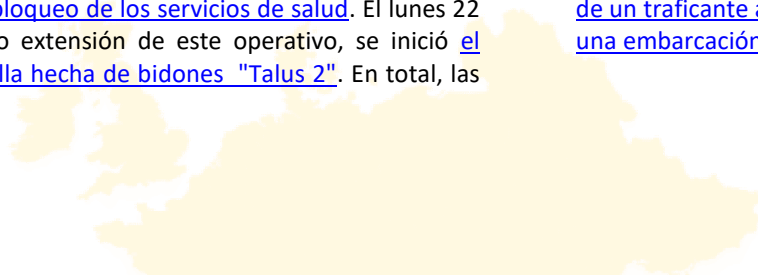 bloqueo de los servicios de salud. El lunes 22
o extensión de este operativo, se inició el
lla hecha de bidones "Talus 2". En total, las
de un traficante a
una embarcación